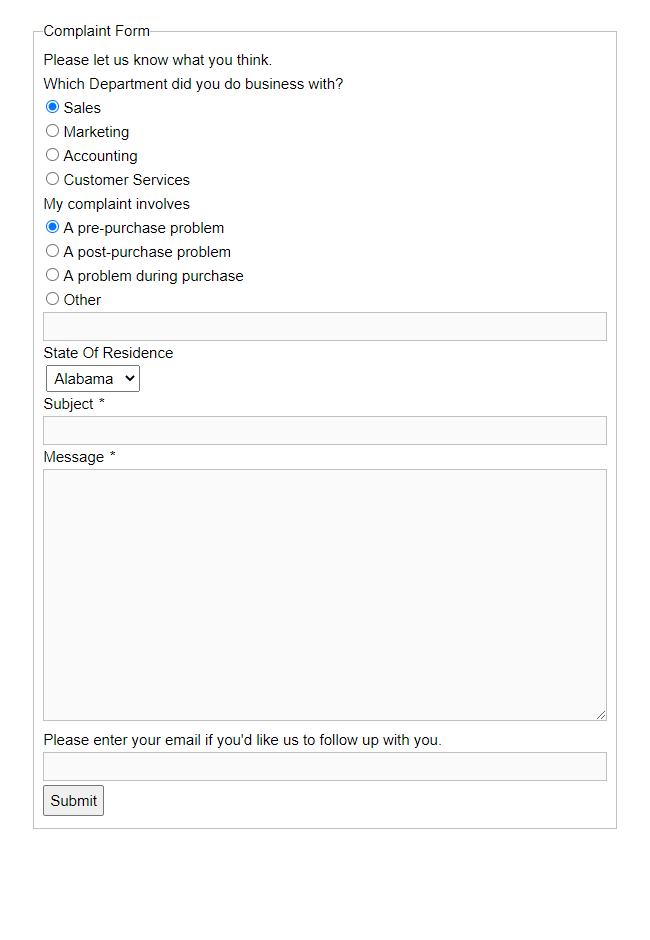 Complaint Form
Please let us know what you think.
Which Department did you do business with?
Sales
Marketing
Accounting
Customer Services
My complaint involves
A pre-purchase problem
A post-purchase problem
A problem during purchase
Other
State Of Residence
Alabama
Subject *
Message *
Please enter your email if you'd like us to follow up with you.
Submit